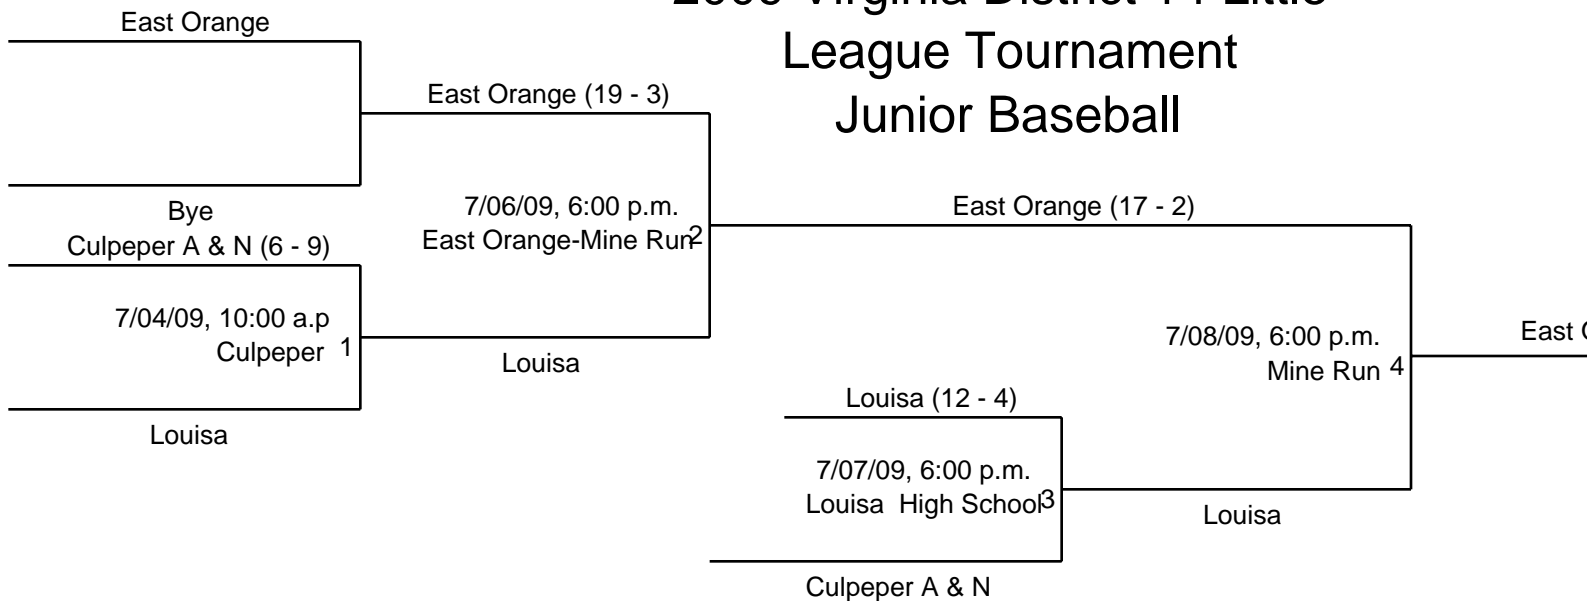 League Tournament
Junior Baseball
East Orange
East Orange (19 - 3)
Bye
Culpeper A & N (6 - 9)
7/06/09, 6:00 p.m.
East Orange-Mine Run 2
East Orange (17 - 2)
7/04/09, 10:00 a.p
Culpeper 1
Louisa
Louisa
7/08/09, 6:00 p.m.
Mine Run 4
East
Louisa (12 - 4)
7/07/09, 6:00 p.m.
Louisa  High School 3
Louisa
Culpeper A & N